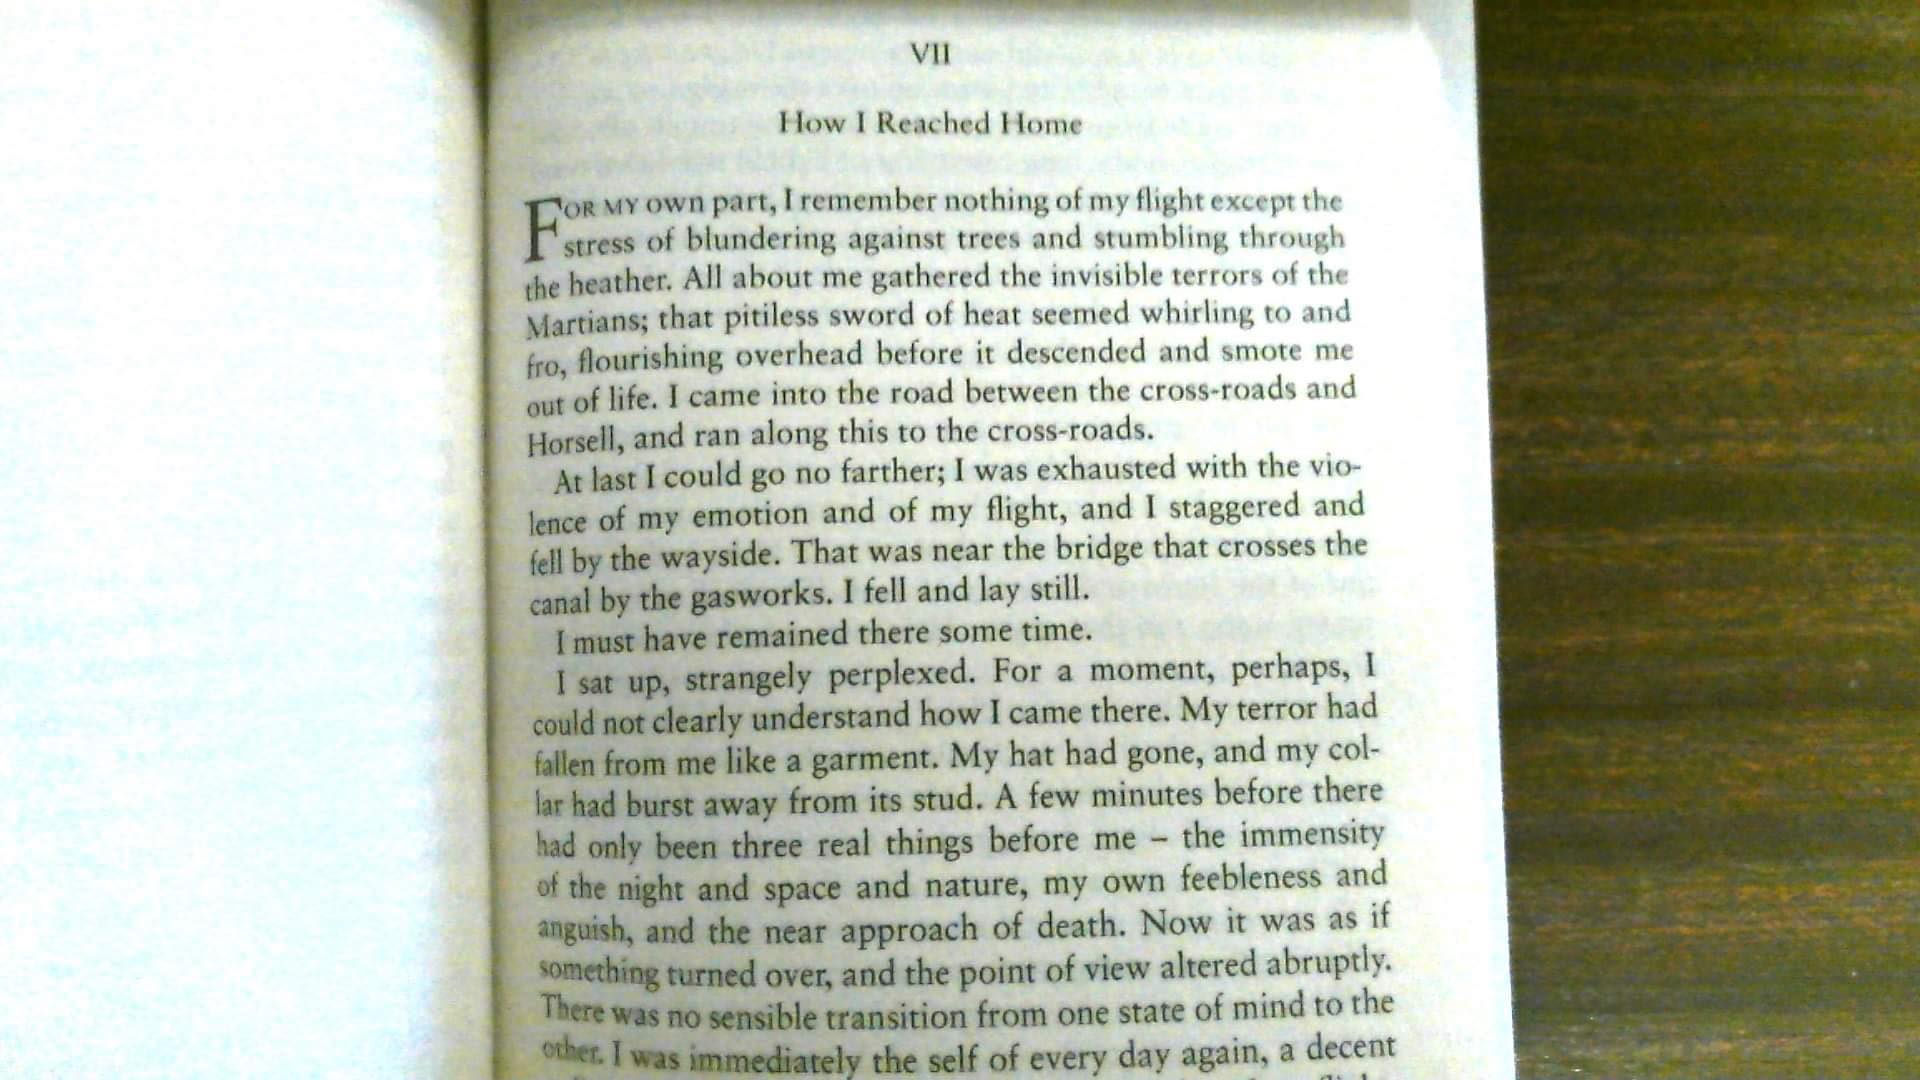 VII
How I Reached Home
FOR MY own part, I remember nothing of my flight except the
stress of blundering against trees and stumbling through
the heather. All about me gathered the invisible terrors of the
Martians; that pitiless sword of heat seemed whirling to and
fro, flourishing overhead before it descended and smote me
out of life. I came into the road between the cross-roads and
Horsell, and ran along this to the cross-roads.
At last I could go no farther; I was exhausted with the vio-
lence of my emotion and of my flight, and I staggered and
fell by the wayside. That was near the bridge that crosses the
canal by the gasworks. I fell and lay still.
I must have remained there some time.
I sat up, strangely perplexed. For a moment, perhaps, I
could not clearly understand how I came there. My terror had
fallen from me like a garment. My hat had gone, and my col-
lar had burst away from its stud. A few minutes before there
had only been three real things before me – the immensity
of the night and space and nature, my own feebleness and
anguish, and the near approach of death. Now it was as if
something turned over, and the point of view altered abruptly.
There was no sensible transition from one state of mind to the
other. I was immediately the self of every day again, a decent